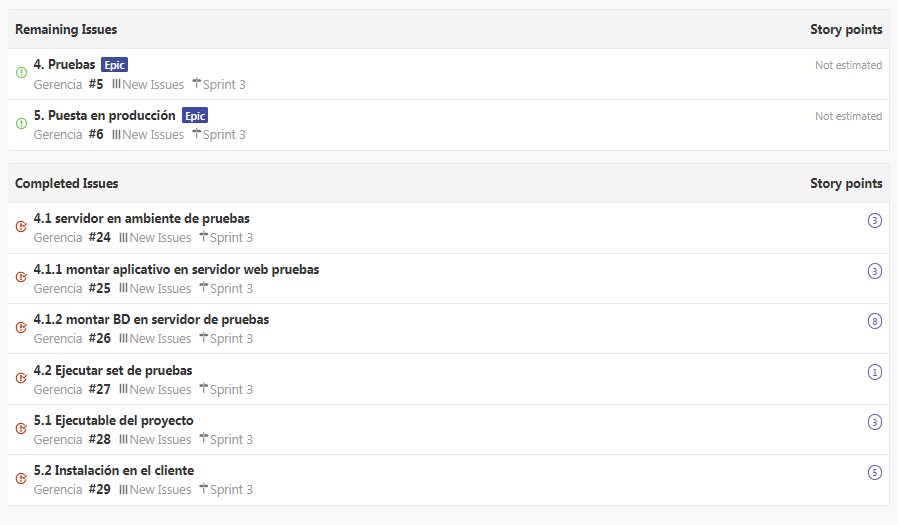 Remaining Issues Story points
4. Pruebas Epic Not estimated
Gerencia #5 New Issues Sprint 3
5. Puesta en producción Epic Not estimated
Gerencia #6 New Issues Sprint 3
Completed Issues Story points
4.1 servidor en ambiente de pruebas 3
Gerencia #24 New Issues Sprint 3
4.1.1 montar aplicativo en servidor web pruebas 3
Gerencia #25 New Issues Sprint 3
4.1.2 montar BD en servidor de pruebas 8
Gerencia #26 New Issues Sprint 3
4.2 Ejecutar set de pruebas 1
Gerencia #27 New Issues Sprint 3
5.1 Ejecutable del proyecto 3
Gerencia #28 New Issues Sprint 3
5.2 Instalación en el cliente 5
Gerencia #29 New Issues Sprint 3